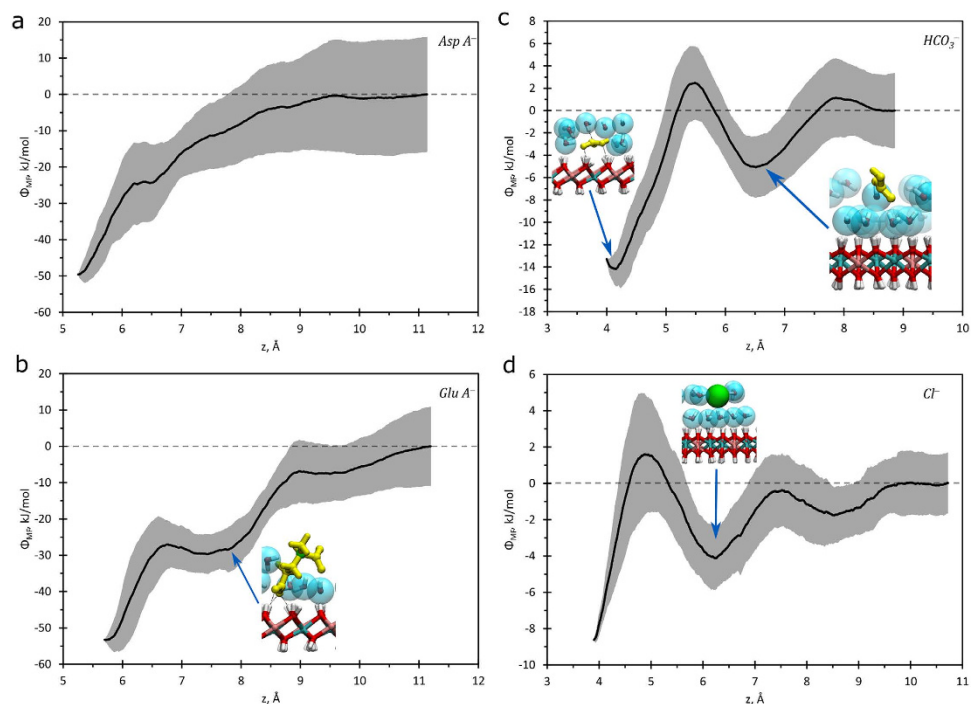 a
Asp A⁻
20
10
0
-10
-20
-30
-40
-50
-60
Φ_MF, kJ/mol
5 6 7 8 9 10 11 12
z, Å
b
Glu A⁻
20
10
0
-10
-20
-30
-40
-50
-60
Φ_MF, kJ/mol
5 6 7 8 9 10 11 12
z, Å
c
HCO₃⁻
8
6
4
2
0
-2
-4
-6
-8
-10
-12
-14
-16
-18
Φ_MF, kJ/mol
3 4 5 6 7 8 9 10
z, Å
d
Cl⁻
6
4
2
0
-2
-4
-6
-8
-10
Φ_MF, kJ/mol
3 4 5 6 7 8 9 10 11
z, Å